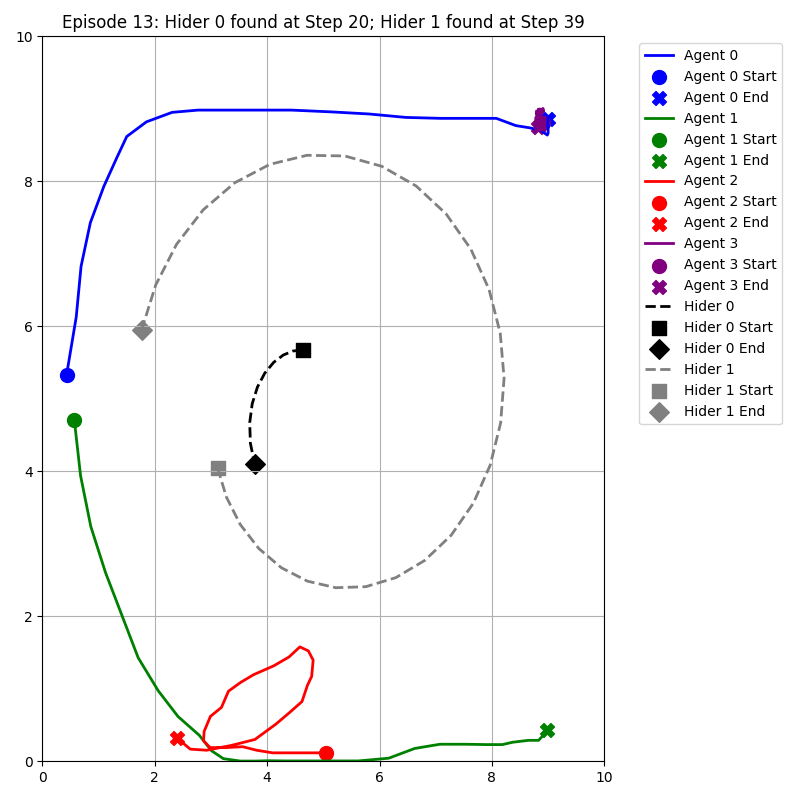 Episode 13: Hider 0 found at Step 20; Hider 1 found at Step 39
10
8
6
4
2
0
0
2
4
6
8
10
Agent 0
Agent 0 Start
Agent 0 End
Agent 1
Agent 1 Start
Agent 1 End
Agent 2
Agent 2 Start
Agent 2 End
Agent 3
Agent 3 Start
Agent 3 End
Hider 0
Hider 0 Start
Hider 0 End
Hider 1
Hider 1 Start
Hider 1 End